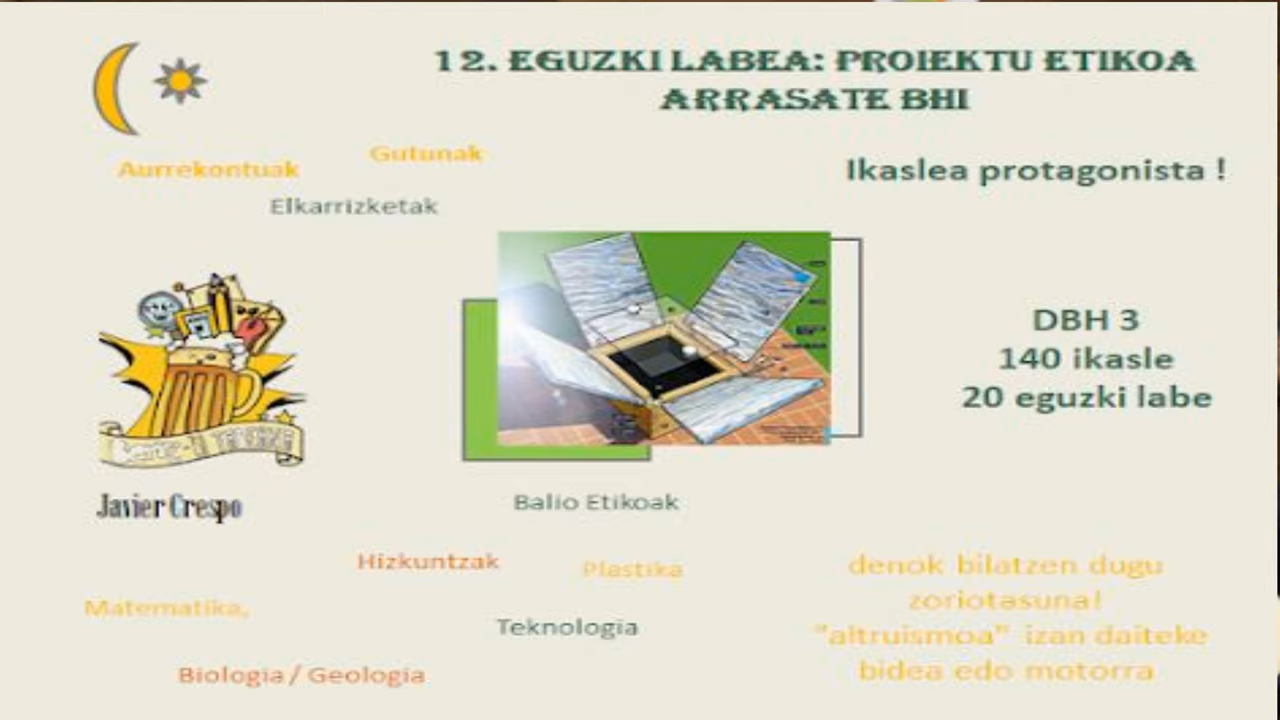 12. EGUZKI LABEA: PROIEKTU ETIKOA
ARRASATE BHI
Aurrekontuak
Gutunak
Elkarrizketak
Ikaslea protagonista !
DBH 3
140 ikasle
20 eguzki labe
Javier Crespo
Balio Etikoak
Hizkuntzak
Plastika
Matematika,
Teknologia
Biologia / Geologia
denok bilatzen dugu
zoriotasuna!
"altruismoa" izan daiteke
bidea edo motorra